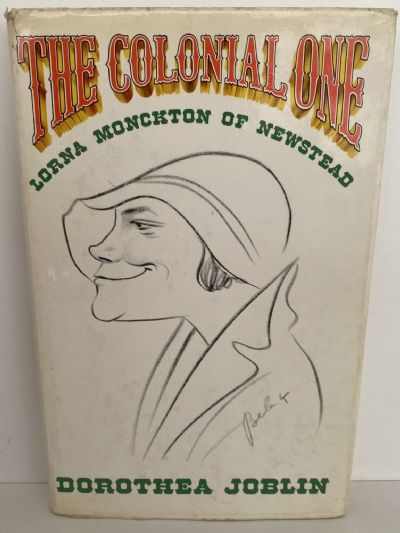 THE COLONIAL ONE
LORNA MONCKTON OF NEWSTEAD
DOROTHEA JOBLIN